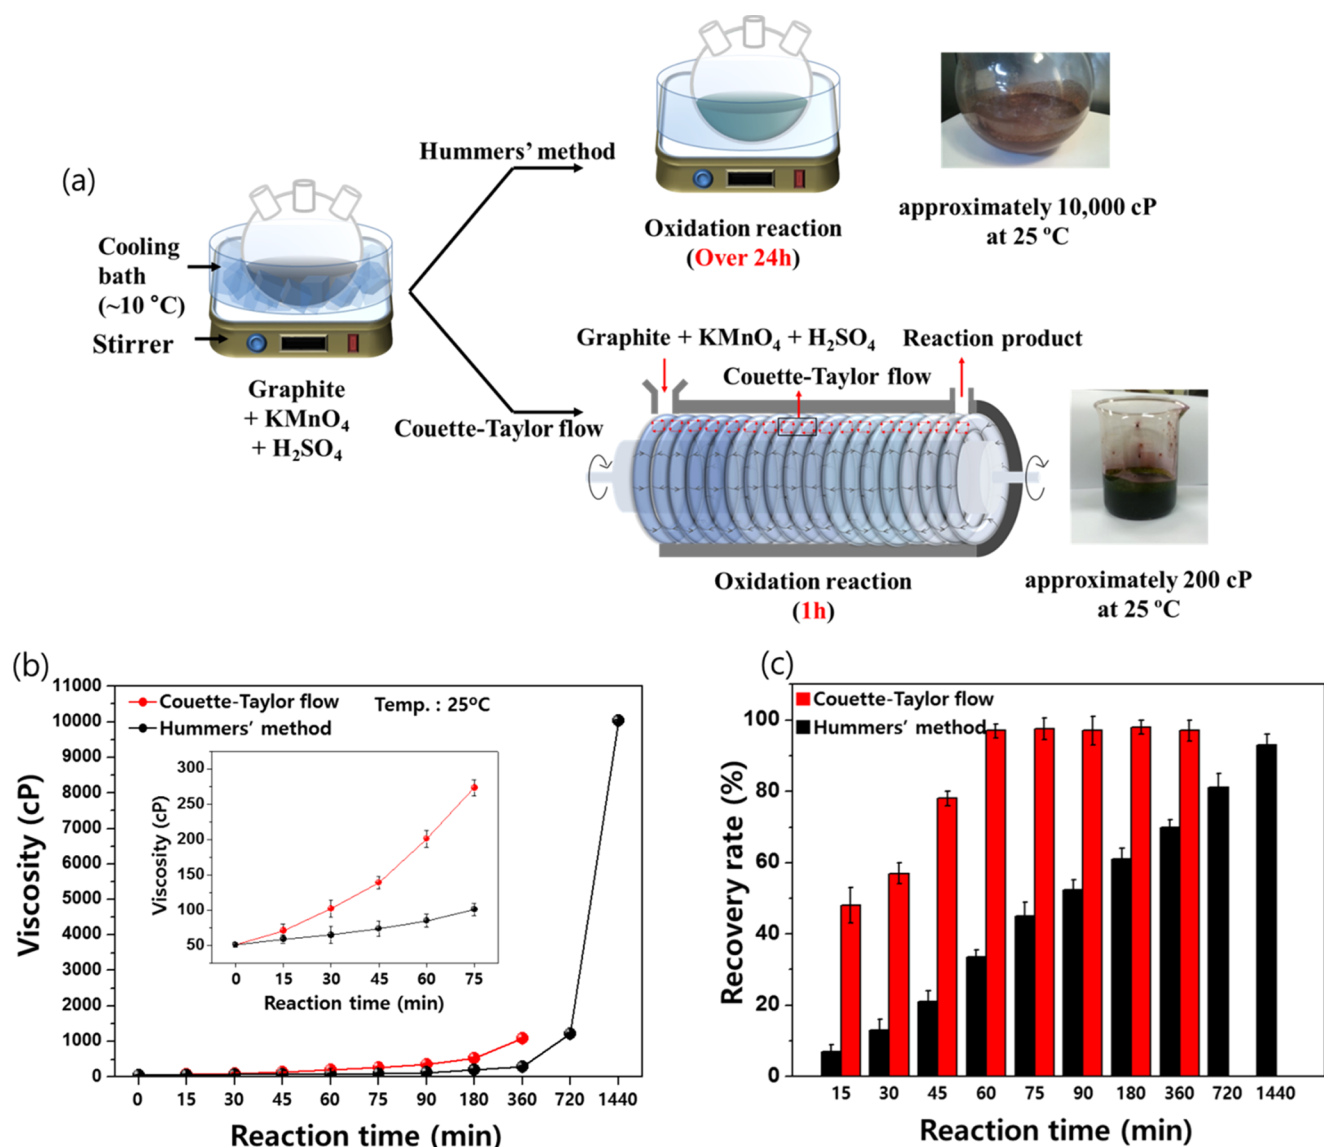 (a)
Cooling
bath
(~10 °C)
Stirrer
Graphite
+ KMnO₄
+ H₂SO₄
Hummers' method
Couette-Taylor flow
Oxidation reaction
(Over 24h)
approximately 10,000 cP
at 25 ºC
Graphite + KMnO₄ + H₂SO₄
Reaction product
Couette-Taylor flow
Oxidation reaction
(1h)
approximately 200 cP
at 25 ºC
(b)
Viscosity (cP)
11000
10000
9000
8000
7000
6000
5000
4000
3000
2000
1000
0
Couette-Taylor flow
Hummers' method
Temp. : 25ºC
Viscosity (cP)
300
250
200
150
100
50
0 15 30 45 60 75
Reaction time (min)
0 15 30 45 60 75 90 180 360 720 1440
Reaction time (min)
(c)
Recovery rate (%)
100
80
60
40
20
0
Couette-Taylor flow
Hummers' method
15 30 45 60 75 90 180 360 720 1440
Reaction time (min)